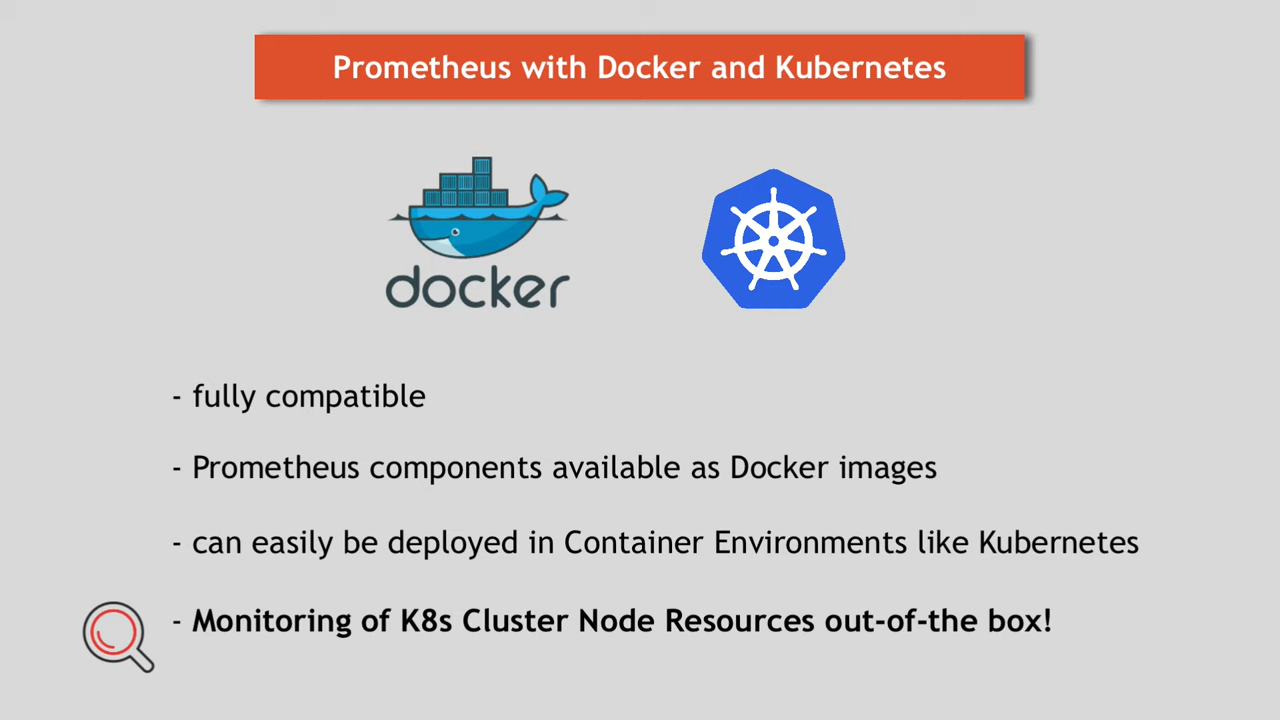 Prometheus with Docker and Kubernetes
docker
- fully compatible
- Prometheus components available as Docker images
- can easily be deployed in Container Environments like Kubernetes
- Monitoring of K8s Cluster Node Resources out-of-the box!